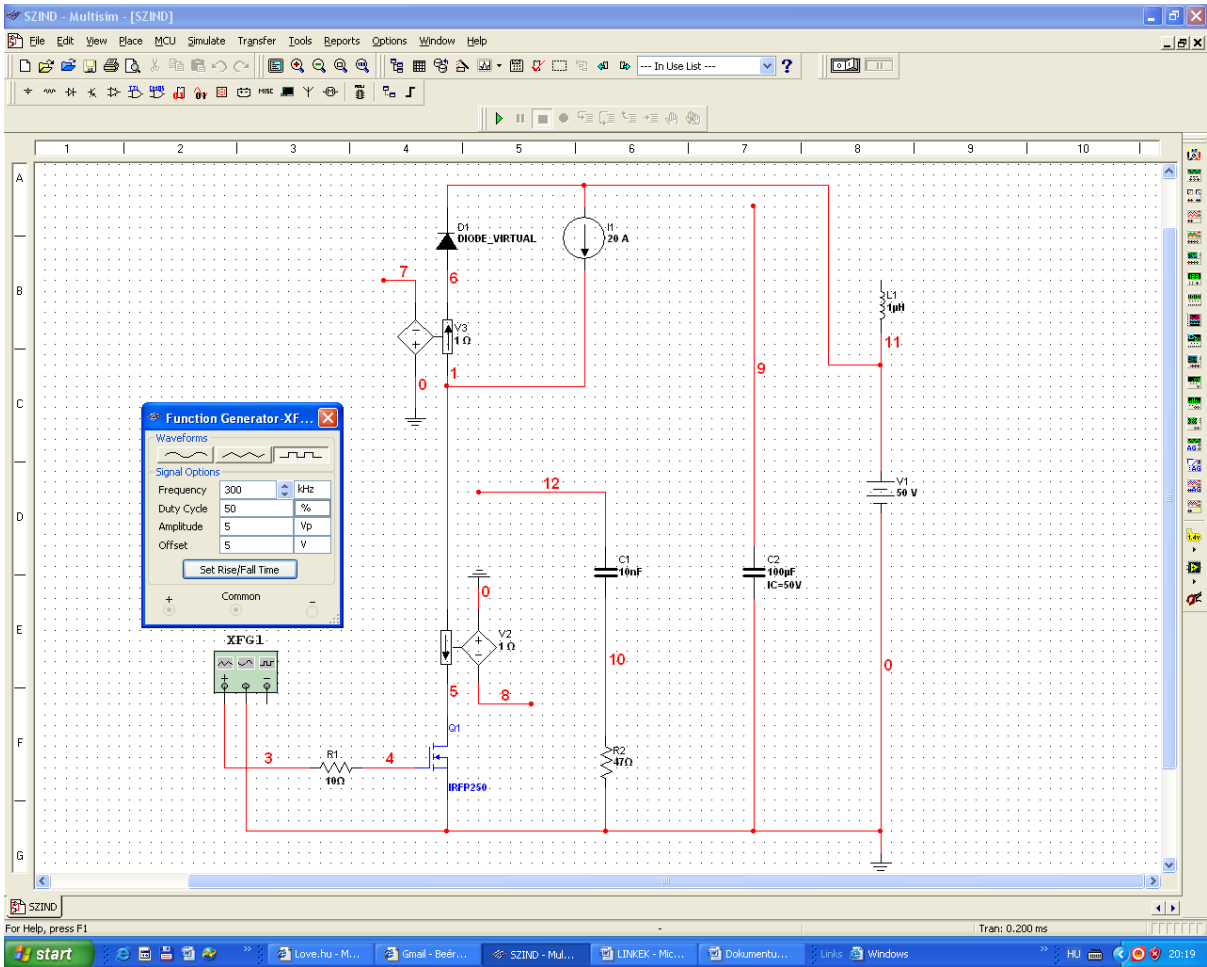 SZIND - Multisim - [SZIND]
File Edit View Place MCU Simulate Transfer Tools Reports Options Window Help
--- In Use List --- ?
MISC
1 2 3 4 5 6 7 8 9 10
A
B
C
D
E
F
G
D1
DIODE_VIRTUAL
I1
20 A
7
6
V3
1 Ω
1
0
L1
1μH
11
9
Function Generator-XF...
Waveforms
Signal Options
Frequency 300 kHz
Duty Cycle 50 %
Amplitude 5 Vp
Offset 5 V
Set Rise/Fall Time
+ Common -
12
V1
50 V
C1
10nF
C2
100μF
IC=50V
0
V2
1 Ω
XFG1
10
0
5
8
Q1
3
R1
10Ω
4
IRFP250
R2
47Ω
SZIND
For Help, press F1
-
Tran: 0.200 ms
start
Love.hu - M...
Gmail - Beér...
SZIND - Mul...
LINKEK - Mic...
Dokumentu...
Links
Windows
HU
20:19